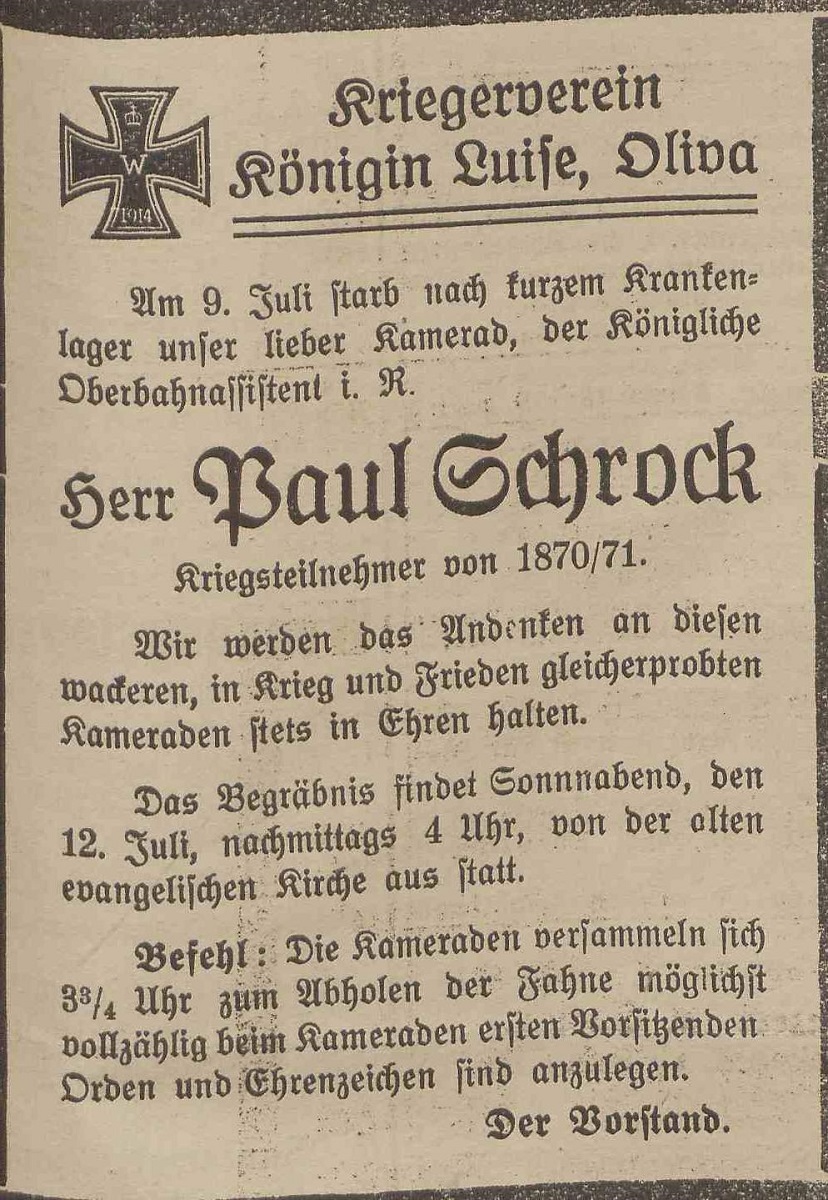 W
1914
Kriegerverein
Königin Luise, Oliva
Am 9. Juli starb nach kurzem Kranken-
lager unser lieber Kamerad, der Königliche
Oberbahnassistent i. R.
Herr Paul Schrock
Kriegsteilnehmer von 1870/71.
Wir werden das Andenken an diesen
wackeren, in Krieg und Frieden gleicherprobten
Kameraden stets in Ehren halten.
Das Begräbnis findet Sonnnabend, den
12. Juli, nachmittags 4 Uhr, von der alten
evangelischen Kirche aus statt.
Befehl: Die Kameraden versammeln sich
3¾ Uhr zum Abholen der Fahne möglichst
vollzählig beim Kameraden ersten Vorsitzenden
Orden und Ehrenzeichen sind anzulegen.
Der Vorstand.